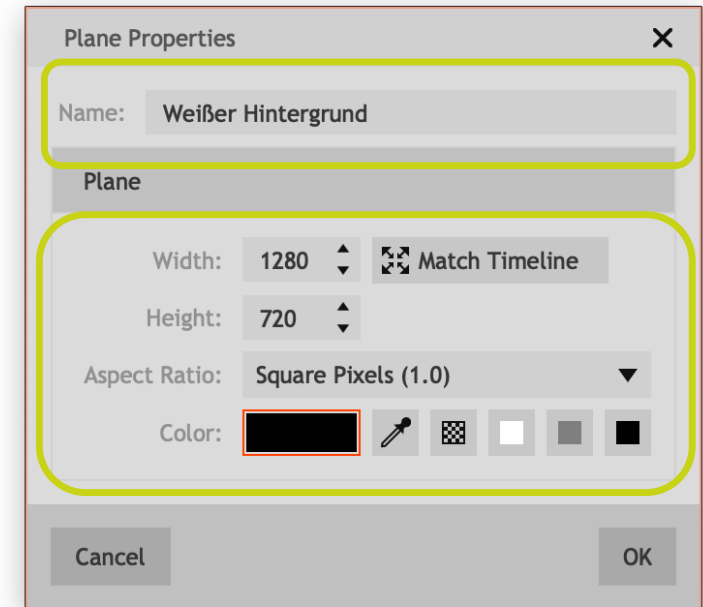 Plane Properties
Name: Weißer Hintergrund
Plane
Width: 1280 Match Timeline
Height: 720
Aspect Ratio: Square Pixels (1.0)
Color:
Cancel OK